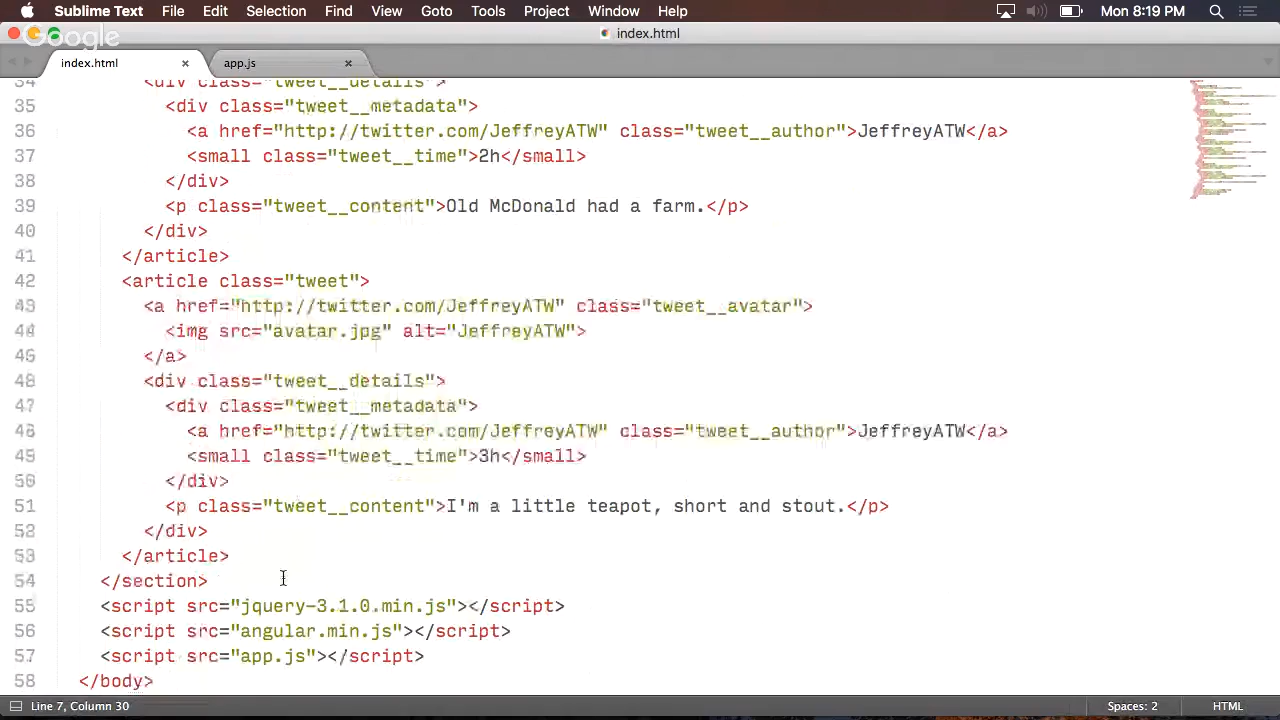 Sublime Text File Edit Selection Find View Goto Tools Project Window Help Mon 8:19 PM
Google
index.html
index.html × app.js ×
34 <div class="tweet__details">
35 <div class="tweet__metadata">
36 <a href="http://twitter.com/JeffreyATW" class="tweet__author">JeffreyATW</a>
37 <small class="tweet__time">2h</small>
38 </div>
39 <p class="tweet__content">Old McDonald had a farm.</p>
40 </div>
41 </article>
42 <article class="tweet">
43 <a href="http://twitter.com/JeffreyATW" class="tweet__avatar">
44 <img src="avatar.jpg" alt="JeffreyATW">
</a>
<div class="tweet__details">
47 <div class="tweet__metadata">
<a href="http://twitter.com/JeffreyATW" class="tweet__author">JeffreyATW</a>
49 <small class="tweet__time">3h</small>
50 </div>
51 <p class="tweet__content">I'm a little teapot, short and stout.</p>
52 </div>
53 </article>
54 </section>
55 <script src="jquery-3.1.0.min.js"></script>
56 <script src="angular.min.js"></script>
57 <script src="app.js"></script>
58 </body>
Line 7, Column 30 Spaces: 2 HTML